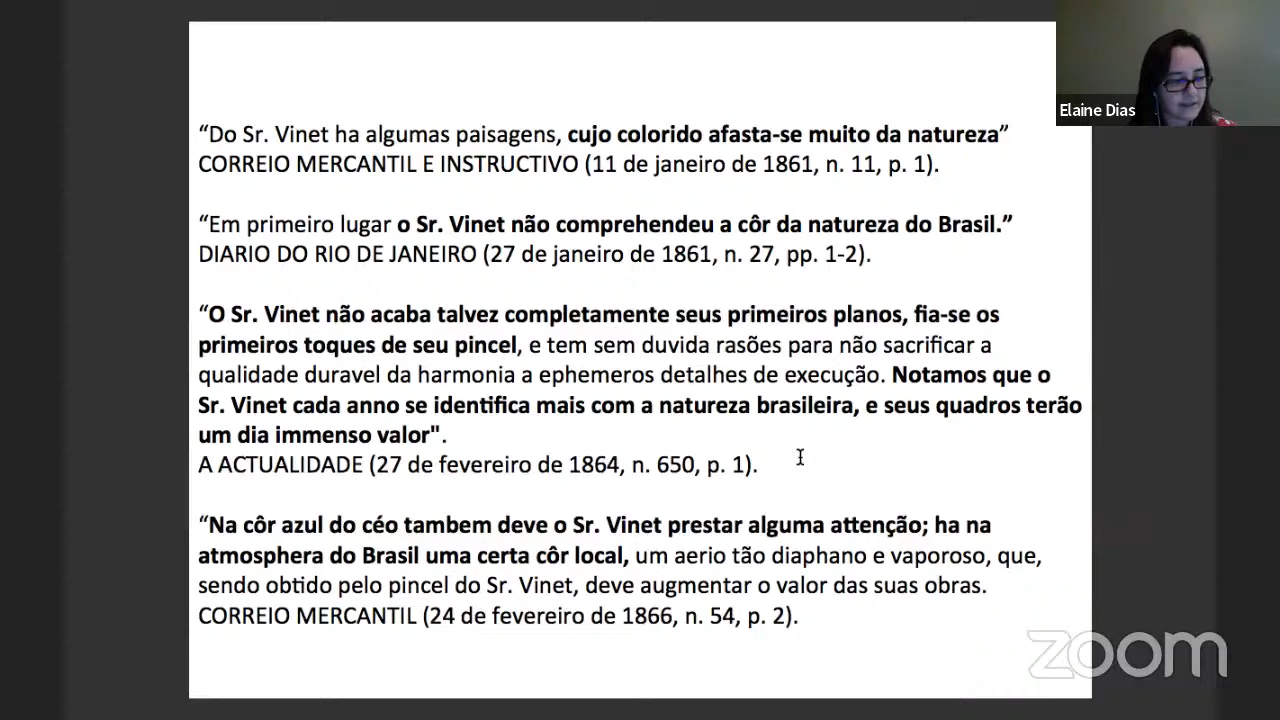 “Do Sr. Vinet ha algumas paisagens, cujo colorido afasta-se muito da natureza”
CORREIO MERCANTIL E INSTRUCTIVO (11 de janeiro de 1861, n. 11, p. 1).
“Em primeiro lugar o Sr. Vinet não comprehendeu a côr da natureza do Brasil.”
DIARIO DO RIO DE JANEIRO (27 de janeiro de 1861, n. 27, pp. 1-2).
“O Sr. Vinet não acaba talvez completamente seus primeiros planos, fia-se os
primeiros toques de seu pincel, e tem sem duvida rasões para não sacrificar a
qualidade duravel da harmonia a ephemeros detalhes de execução. Notamos que o
Sr. Vinet cada anno se identifica mais com a natureza brasileira, e seus quadros terão
um dia immenso valor".
A ACTUALIDADE (27 de fevereiro de 1864, n. 650, p. 1).
“Na côr azul do céo tambem deve o Sr. Vinet prestar alguma attenção; ha na
atmosphera do Brasil uma certa côr local, um aerio tão diaphano e vaporoso, que,
sendo obtido pelo pincel do Sr. Vinet, deve augmentar o valor das suas obras.
CORREIO MERCANTIL (24 de fevereiro de 1866, n. 54, p. 2).
Elaine Dias
zoom